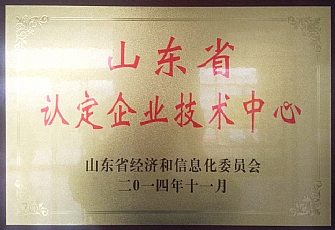 山东省
认定企业技术中心
山东省经济和信息化委员会
二〇一四年十一月